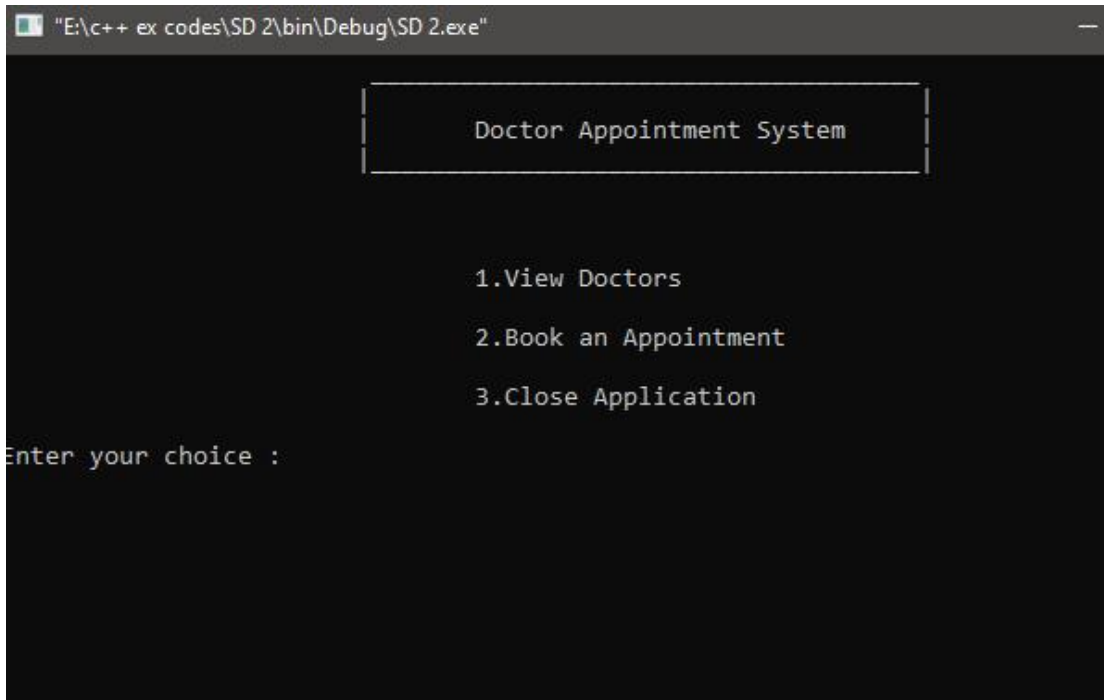 "E:\c++ ex codes\SD 2\bin\Debug\SD 2.exe"
Doctor Appointment System
1.View Doctors
2.Book an Appointment
3.Close Application
Enter your choice :